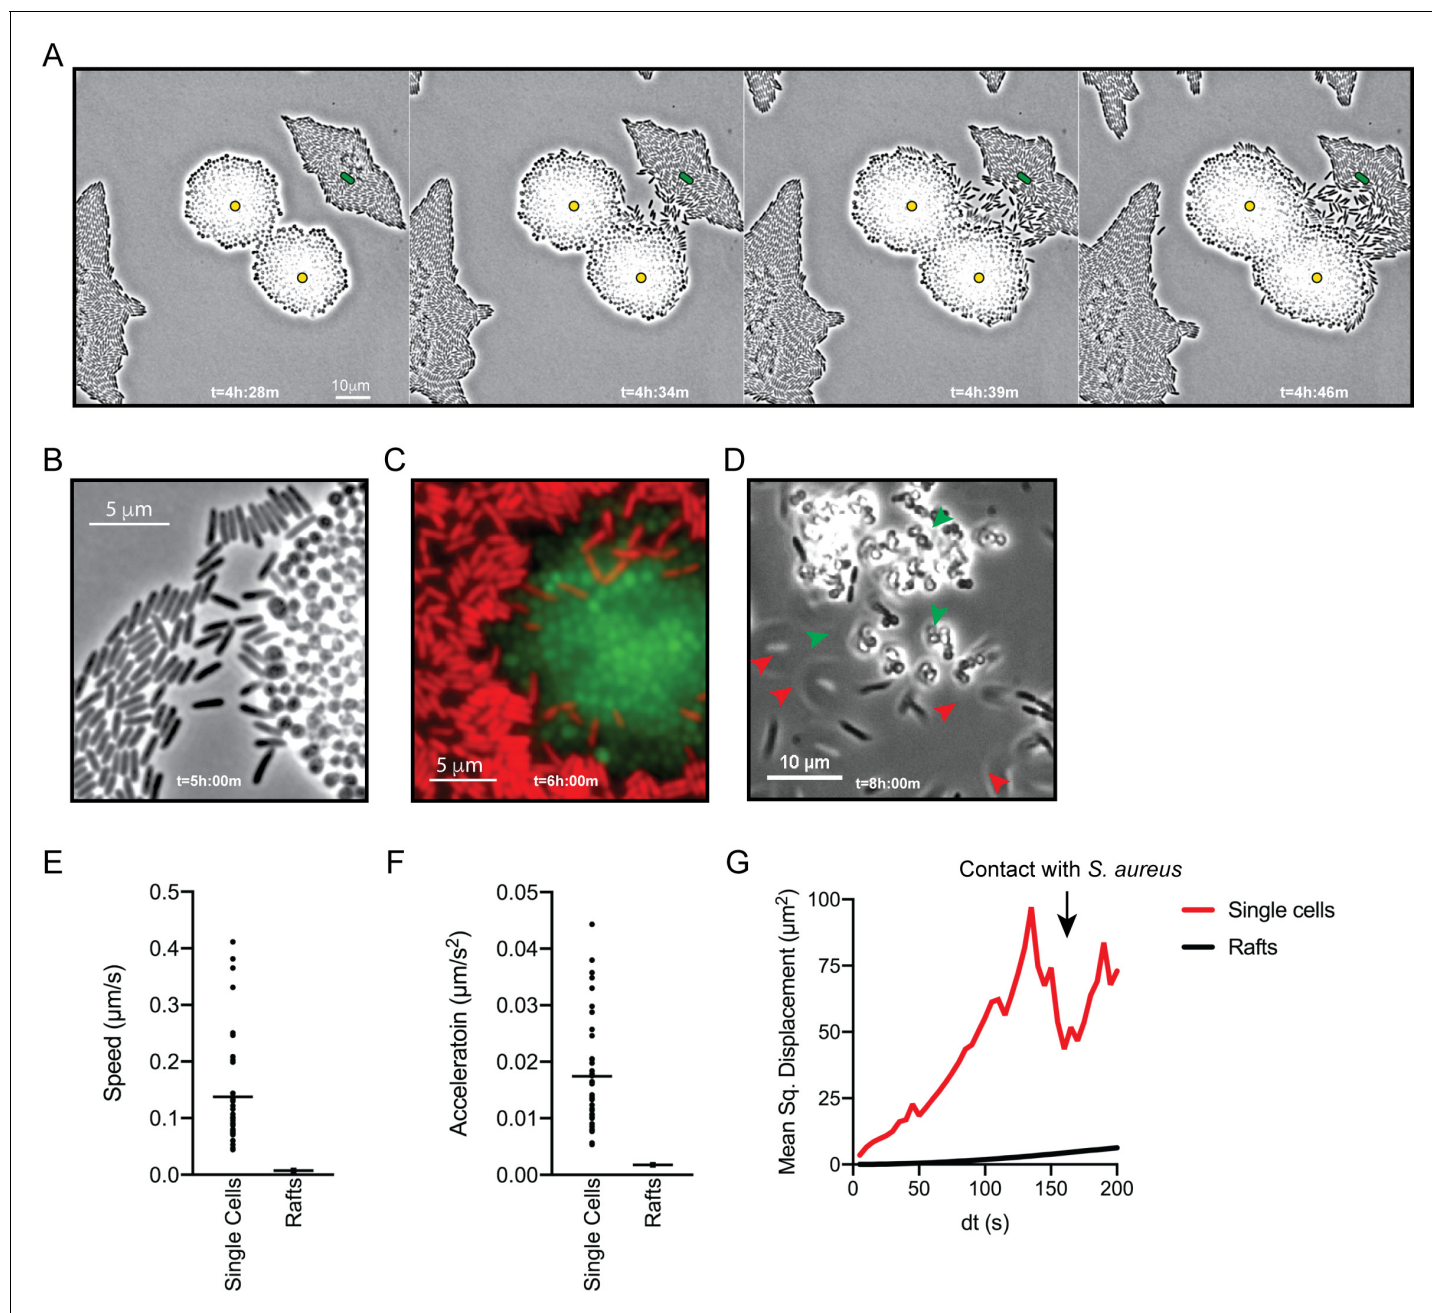 A
t=4h:28m
10μm
t=4h:34m
t=4h:39m
t=4h:46m
B
5 μm
t=5h:00m
C
5 μm
t=6h:00m
D
10 μm
t=8h:00m
E
Speed (μm/s)
0.5
0.4
0.3
0.2
0.1
0.0
Single Cells
Rafts
F
Acceleratoin (μm/s²)
0.05
0.04
0.03
0.02
0.01
0.00
Single Cells
Rafts
G
Contact with S. aureus
Mean Sq. Displacement (μm²)
100
75
50
25
0
0 50 100 150 200
dt (s)
Single cells
Rafts